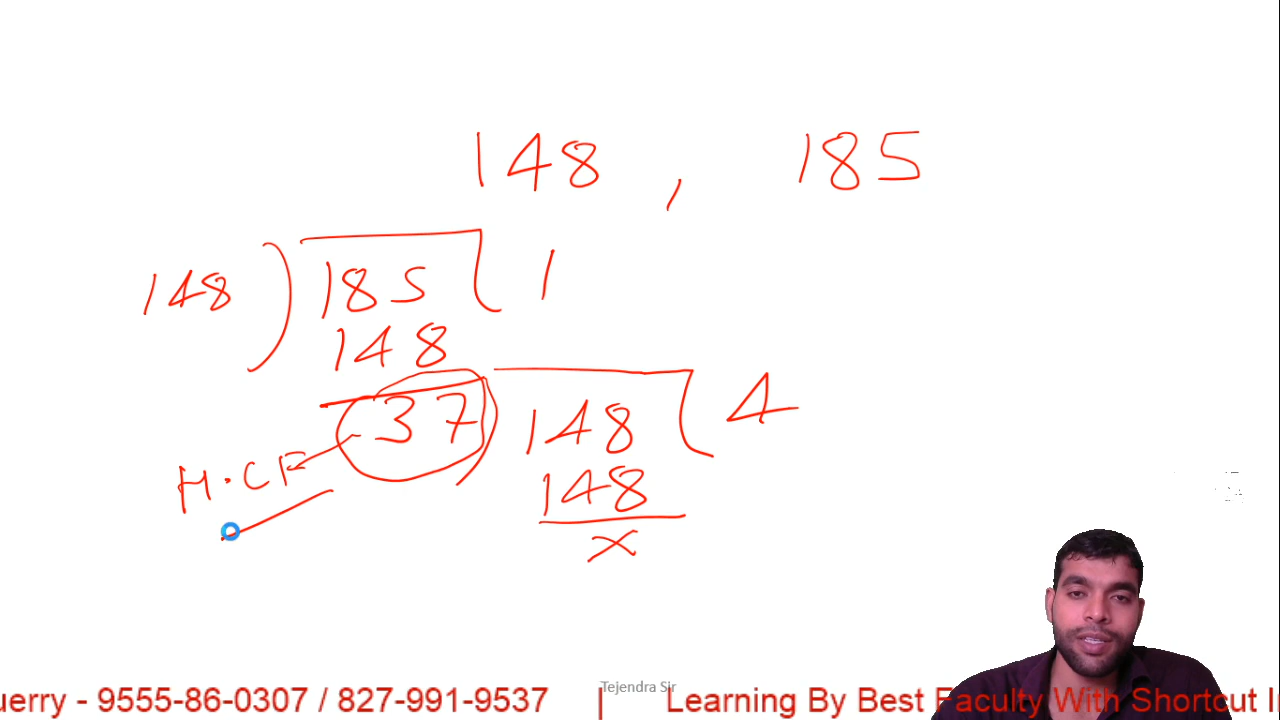 148 , 185
148 ) 185 ( 1
148
37 ) 148 ( 4
H.C.F
148
x
Tejendra Sir
uerry - 9555-86-0307 / 827-991-9537 | Learning By Best Faculty With Shortcut I